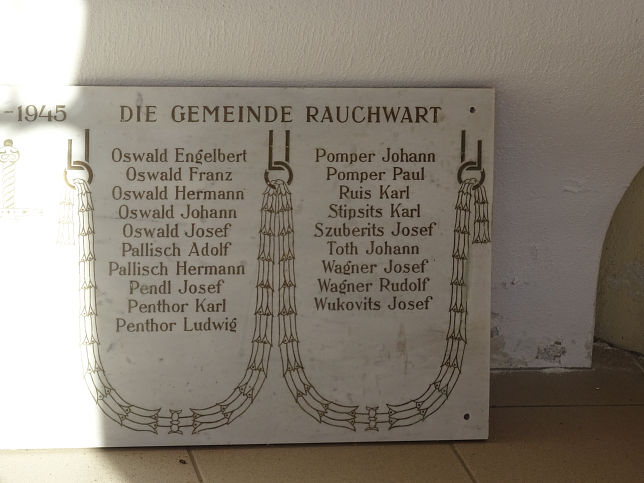 -1945 DIE GEMEINDE RAUCHWART
Oswald Engelbert
Oswald Franz
Oswald Hermann
Oswald Johann
Oswald Josef
Pallisch Adolf
Pallisch Hermann
Pendl Josef
Penthor Karl
Penthor Ludwig
Pomper Johann
Pomper Paul
Ruis Karl
Stipsits Karl
Szuberits Josef
Toth Johann
Wagner Josef
Wagner Rudolf
Wukovits Josef